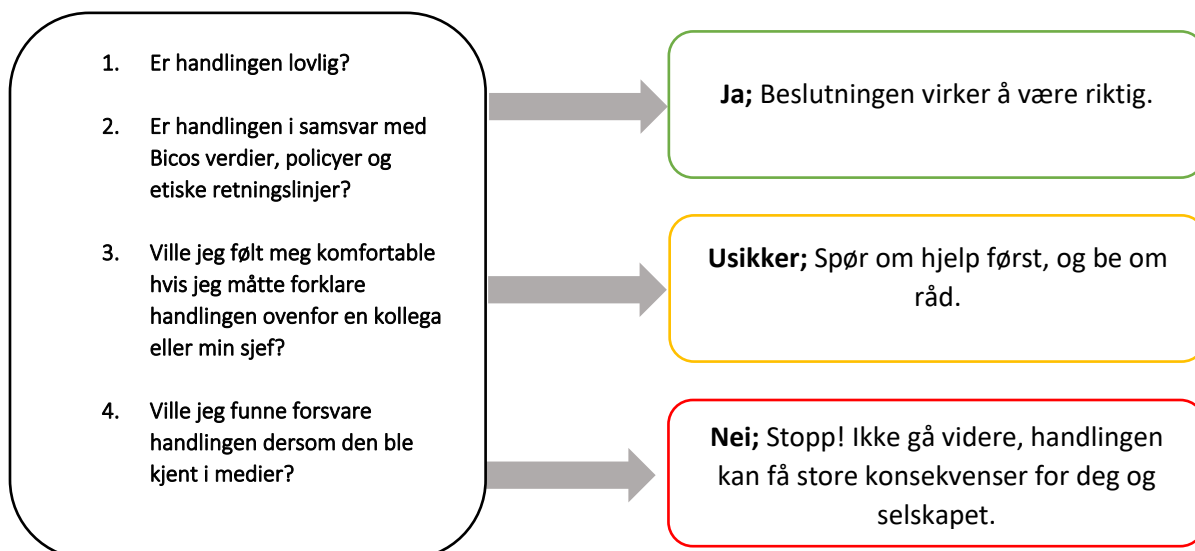 1. Er handlingen lovlig?
2. Er handlingen i samsvar med
Bicos verdier, policyer og
etiske retningslinjer?
3. Ville jeg følt meg komfortable
hvis jeg måtte forklare
handlingen ovenfor en kollega
eller min sjef?
4. Ville jeg funne forsvare
handlingen dersom den ble
kjent i medier?
Ja; Beslutningen virker å være riktig.
Usikker; Spør om hjelp først, og be om
råd.
Nei; Stopp! Ikke gå videre, handlingen
kan få store konsekvenser for deg og
selskapet.